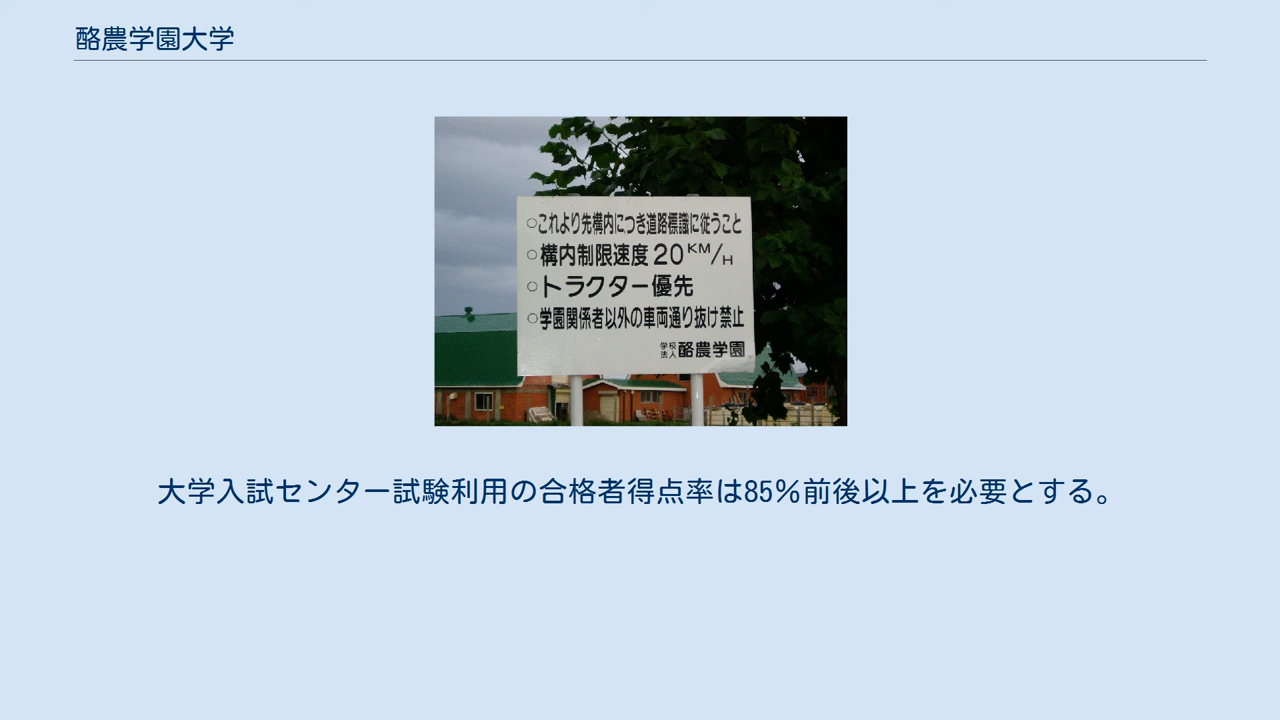 酪農学園大学
○これより先構内につき道路標識に従うこと
○構内制限速度20KM/H
○トラクター優先
○学園関係者以外の車両通り抜け禁止
学校法人 酪農学園
大学入試センター試験利用の合格者得点率は85%前後以上を必要とする。